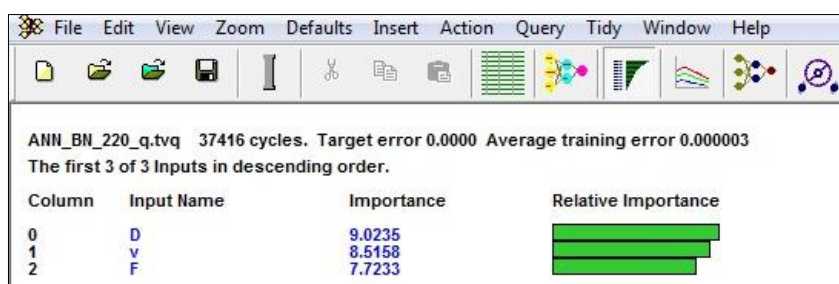 File Edit View Zoom Defaults Insert Action Query Tidy Window Help
ANN_BN_220_q.tvq 37416 cycles. Target error 0.0000 Average training error 0.000003
The first 3 of 3 Inputs in descending order.
Column Input Name Importance Relative Importance
0 D 9.0235
1 v 8.5158
2 F 7.7233